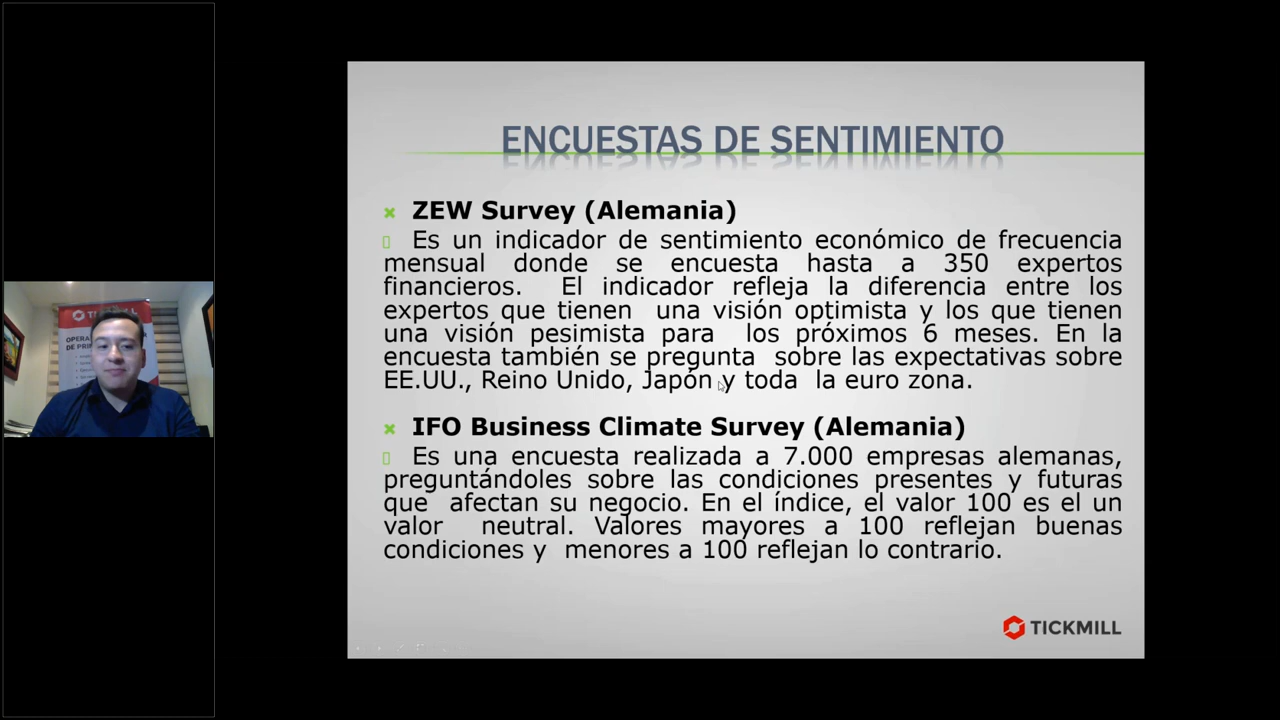 ENCUESTAS DE SENTIMIENTO
ZEW Survey (Alemania)
Es un indicador de sentimiento económico de frecuencia
mensual donde se encuesta hasta a 350 expertos
financieros. El indicador refleja la diferencia entre los
expertos que tienen una visión optimista y los que tienen
una visión pesimista para los próximos 6 meses. En la
encuesta también se pregunta sobre las expectativas sobre
EE.UU., Reino Unido, Japón y toda la euro zona.
IFO Business Climate Survey (Alemania)
Es una encuesta realizada a 7.000 empresas alemanas,
preguntándoles sobre las condiciones presentes y futuras
que afectan su negocio. En el índice, el valor 100 es el un
valor neutral. Valores mayores a 100 reflejan buenas
condiciones y menores a 100 reflejan lo contrario.
TICKMILL